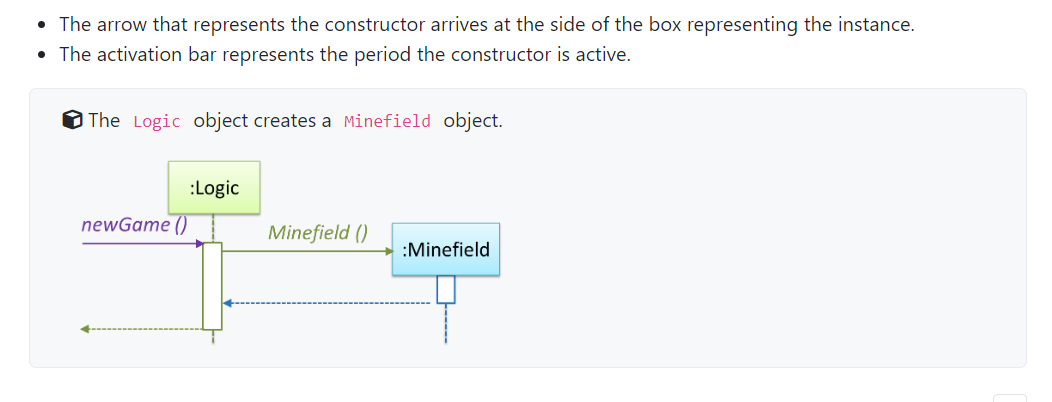 The arrow that represents the constructor arrives at the side of the box representing the instance.
The activation bar represents the period the constructor is active.
The Logic object creates a Minefield object.
:Logic
newGame ()
Minefield ()
:Minefield